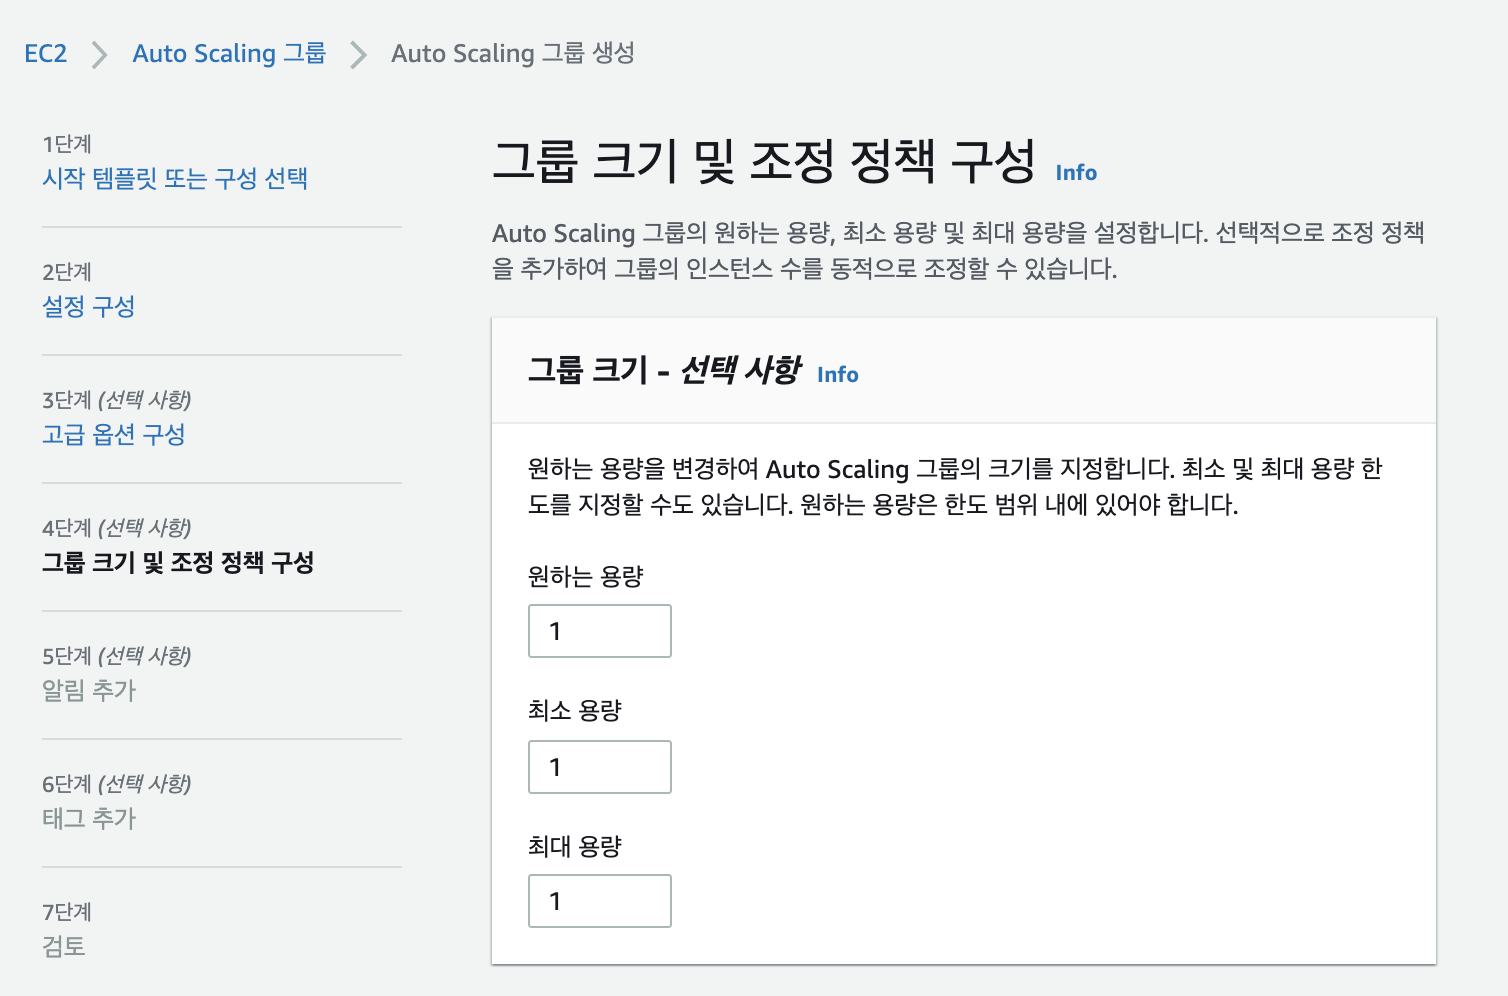 EC2 > Auto Scaling 그룹 > Auto Scaling 그룹 생성
1단계
시작 템플릿 또는 구성 선택
2단계
설정 구성
3단계 (선택 사항)
고급 옵션 구성
4단계 (선택 사항)
그룹 크기 및 조정 정책 구성
5단계 (선택 사항)
알림 추가
6단계 (선택 사항)
태그 추가
7단계
검토
그룹 크기 및 조정 정책 구성 Info
Auto Scaling 그룹의 원하는 용량, 최소 용량 및 최대 용량을 설정합니다. 선택적으로 조정 정책
을 추가하여 그룹의 인스턴스 수를 동적으로 조정할 수 있습니다.
그룹 크기 - 선택 사항 Info
원하는 용량을 변경하여 Auto Scaling 그룹의 크기를 지정합니다. 최소 및 최대 용량 한
도를 지정할 수도 있습니다. 원하는 용량은 한도 범위 내에 있어야 합니다.
원하는 용량
1
최소 용량
1
최대 용량
1